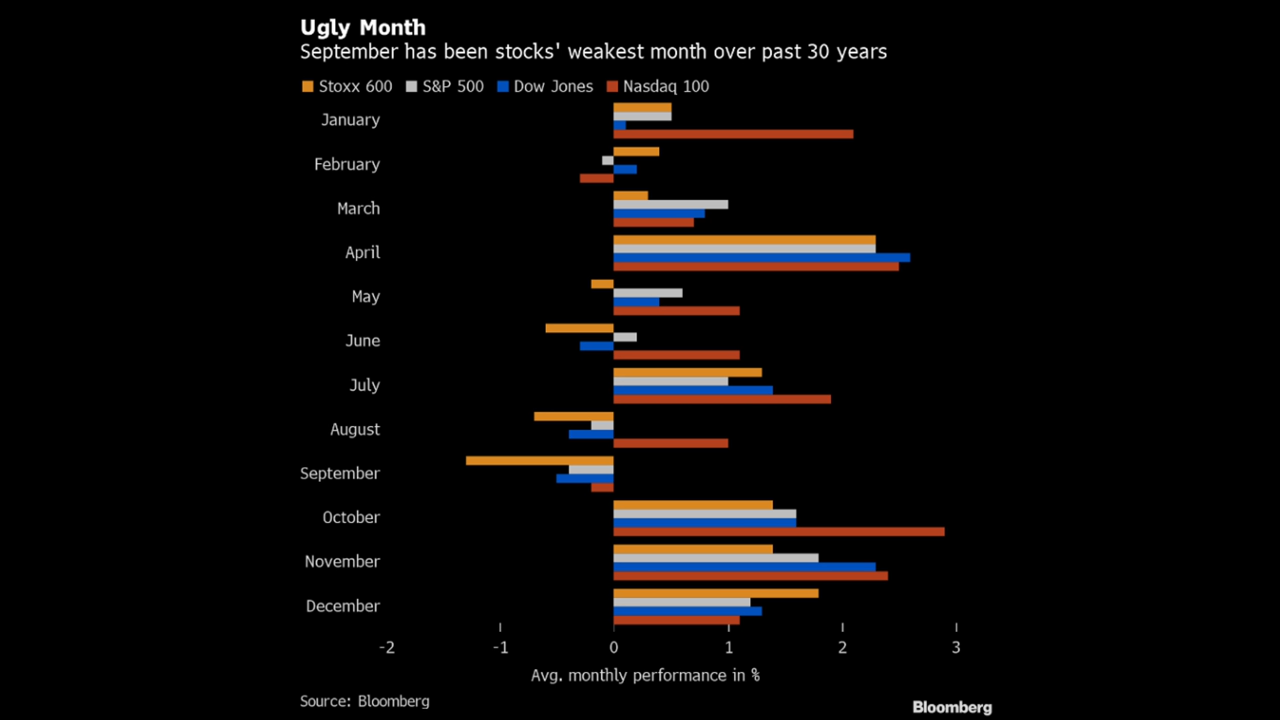 Ugly Month
September has been stocks' weakest month over past 30 years
Stoxx 600 S&P 500 Dow Jones Nasdaq 100
January
February
March
April
May
June
July
August
September
October
November
December
-2 -1 0 1 2 3
Avg. monthly performance in %
Source: Bloomberg
Bloomberg